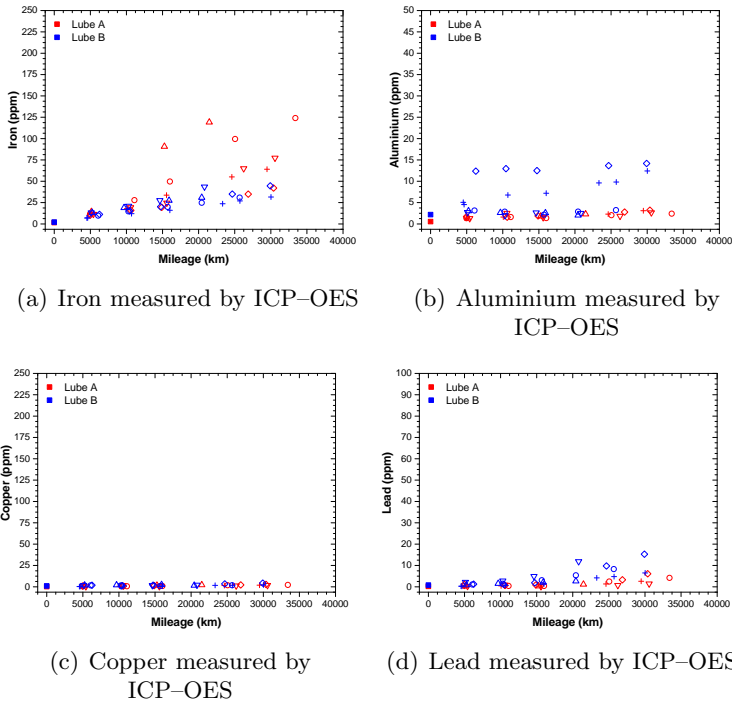 250
225
200
175
150
125
100
75
50
25
0
Iron (ppm)
Lube A
Lube B
0 5000 10000 15000 20000 25000 30000 35000 40000
Mileage (km)
(a) Iron measured by ICP–OES
50
45
40
35
30
25
20
15
10
5
0
Aluminium (ppm)
Lube A
Lube B
0 5000 10000 15000 20000 25000 30000 35000 40000
Mileage (km)
(b) Aluminium measured by
ICP–OES
250
225
200
175
150
125
100
75
50
25
0
Copper (ppm)
Lube A
Lube B
0 5000 10000 15000 20000 25000 30000 35000 40000
Mileage (km)
(c) Copper measured by
ICP–OES
100
90
80
70
60
50
40
30
20
10
0
Lead (ppm)
Lube A
Lube B
0 5000 10000 15000 20000 25000 30000 35000 40000
Mileage (km)
(d) Lead measured by ICP–OES